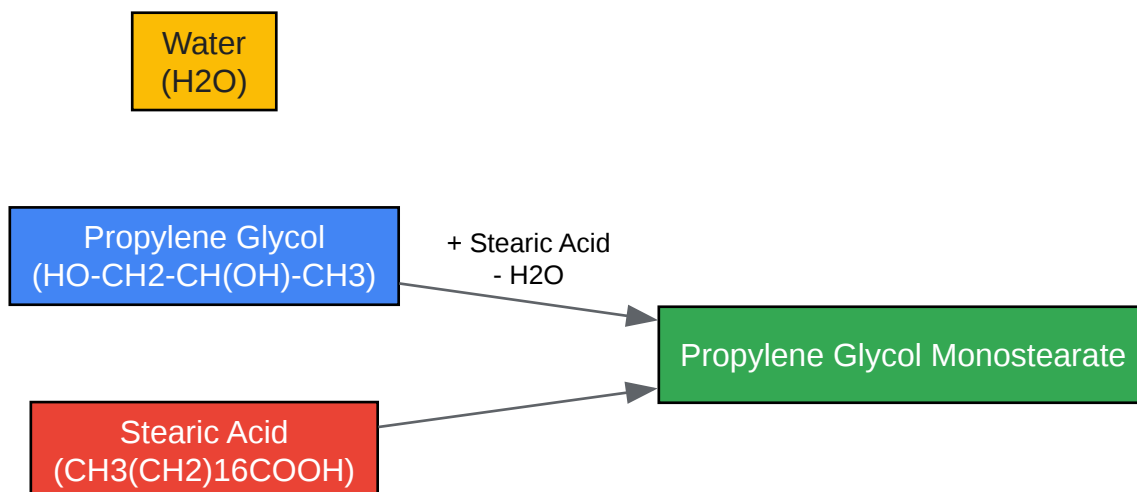 Water
(H2O)
Propylene Glycol
(HO-CH2-CH(OH)-CH3)
+ Stearic Acid
- H2O
Propylene Glycol Monostearate
Stearic Acid
(CH3(CH2)16COOH)